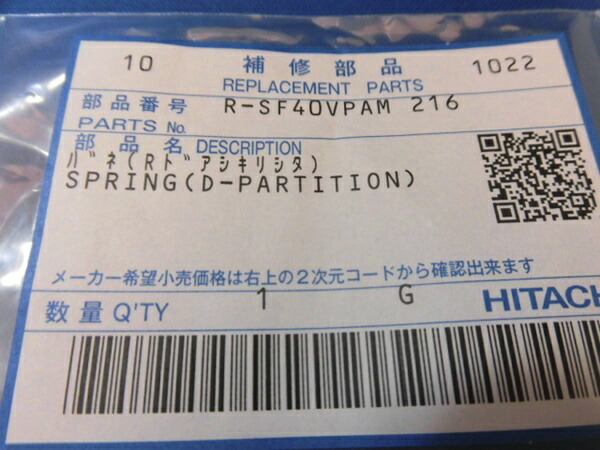 10 補修部品 1022
REPLACEMENT PARTS
部品番号 R-SF40VPAM 216
PARTS No.
部品名 DESCRIPTION
ﾊﾞﾈ(Rﾄﾞｱｼｷﾘｼﾀ)
SPRING(D-PARTITION)
メーカー希望小売価格は右上の2次元コードから確認出来ます
数量 Q'TY 1 G HITACH